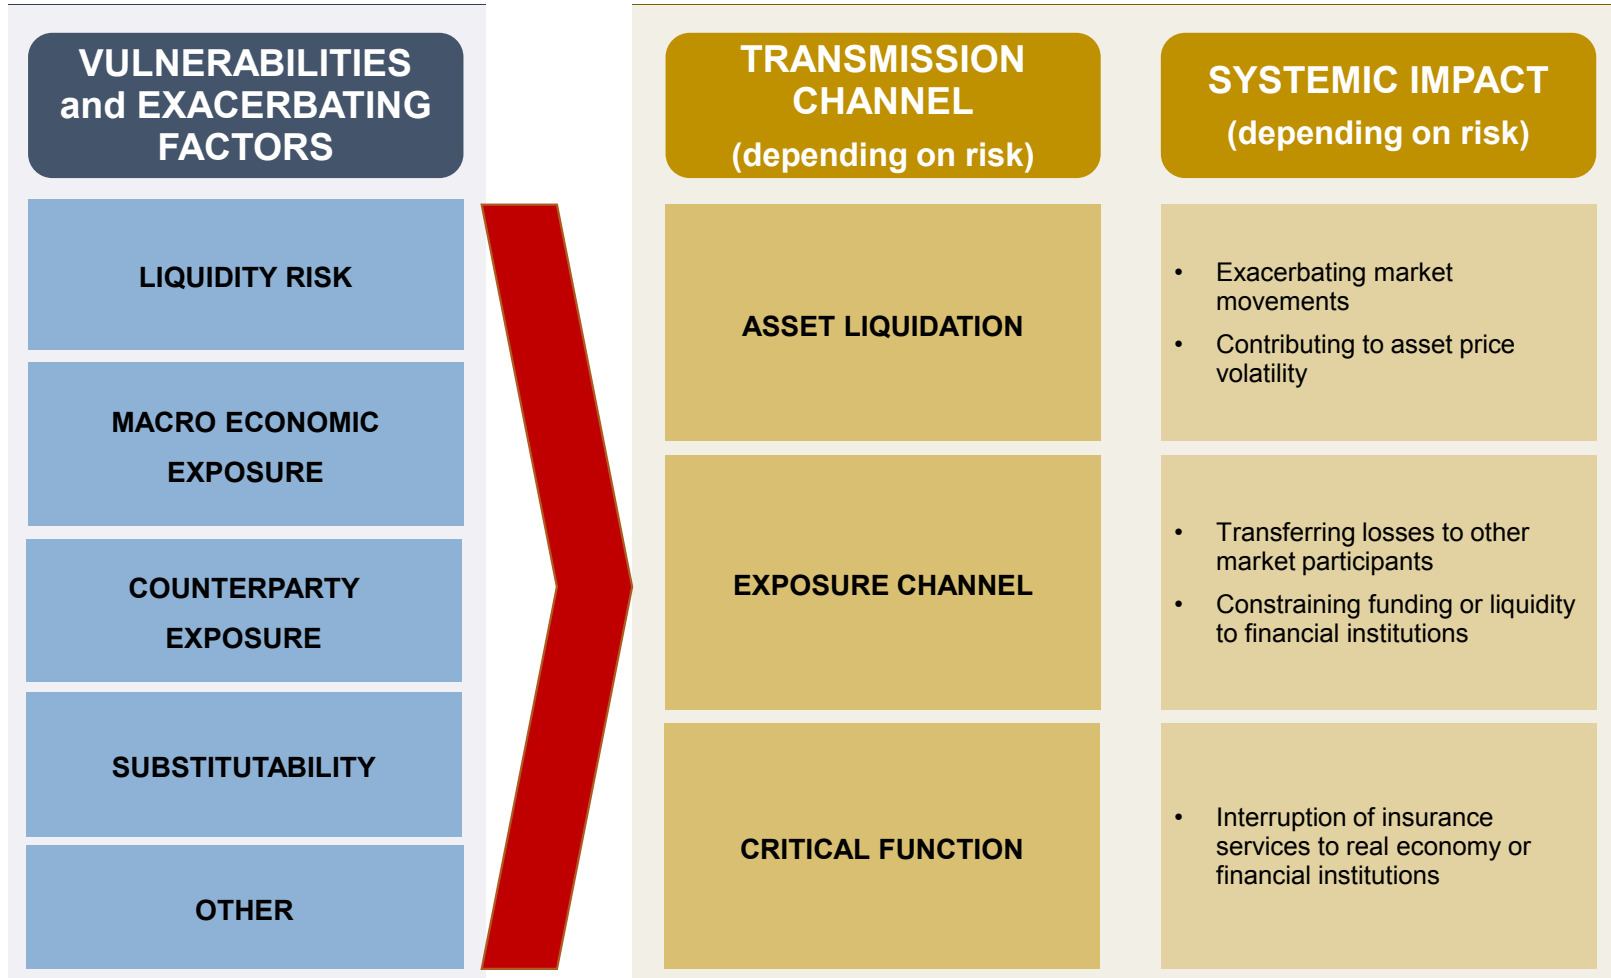 VULNERABILITIES
and EXACERBATING
FACTORS
LIQUIDITY RISK
MACRO ECONOMIC
EXPOSURE
COUNTERPARTY
EXPOSURE
SUBSTITUTABILITY
OTHER
TRANSMISSION
CHANNEL
(depending on risk)
ASSET LIQUIDATION
EXPOSURE CHANNEL
CRITICAL FUNCTION
SYSTEMIC IMPACT
(depending on risk)
• Exacerbating market
movements
• Contributing to asset price
volatility
• Transferring losses to other
market participants
• Constraining funding or liquidity
to financial institutions
• Interruption of insurance
services to real economy or
financial institutions